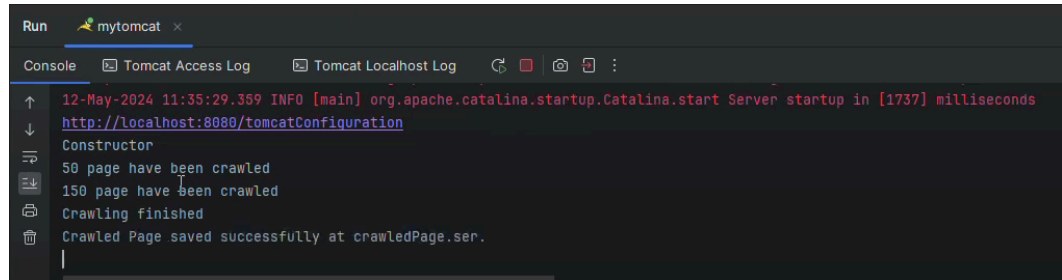 Run mytomcat ×
Console Tomcat Access Log Tomcat Localhost Log
12-May-2024 11:35:29.359 INFO [main] org.apache.catalina.startup.Catalina.start Server startup in [1737] milliseconds
http://localhost:8080/tomcatConfiguration
Constructor
50 page have been crawled
150 page have been crawled
Crawling finished
Crawled Page saved successfully at crawledPage.ser.